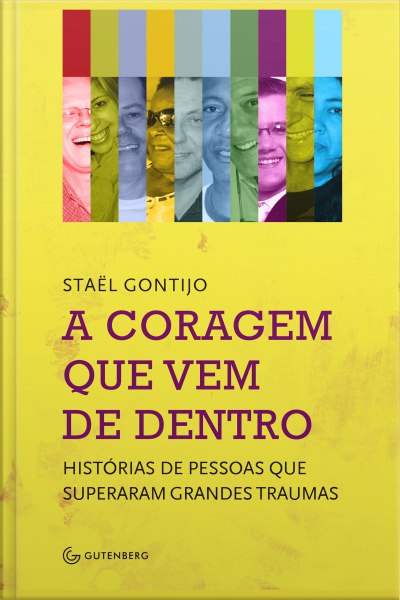 STAËL GONTIJO
A CORAGEM
QUE VEM
DE DENTRO
HISTÓRIAS DE PESSOAS QUE
SUPERARAM GRANDES TRAUMAS
GUTENBERG